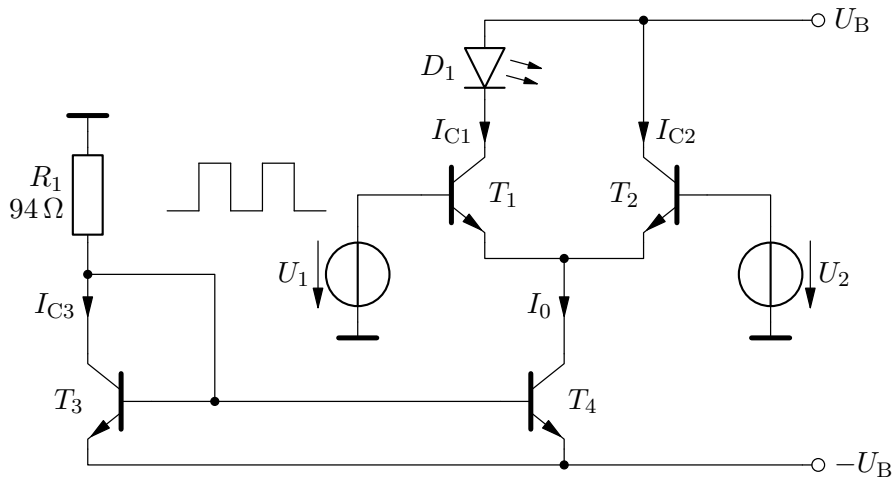 U_B
D_1
I_C1
I_C2
R_1
94 Ω
T_1
T_2
U_1
U_2
I_C3
I_0
T_3
T_4
−U_B